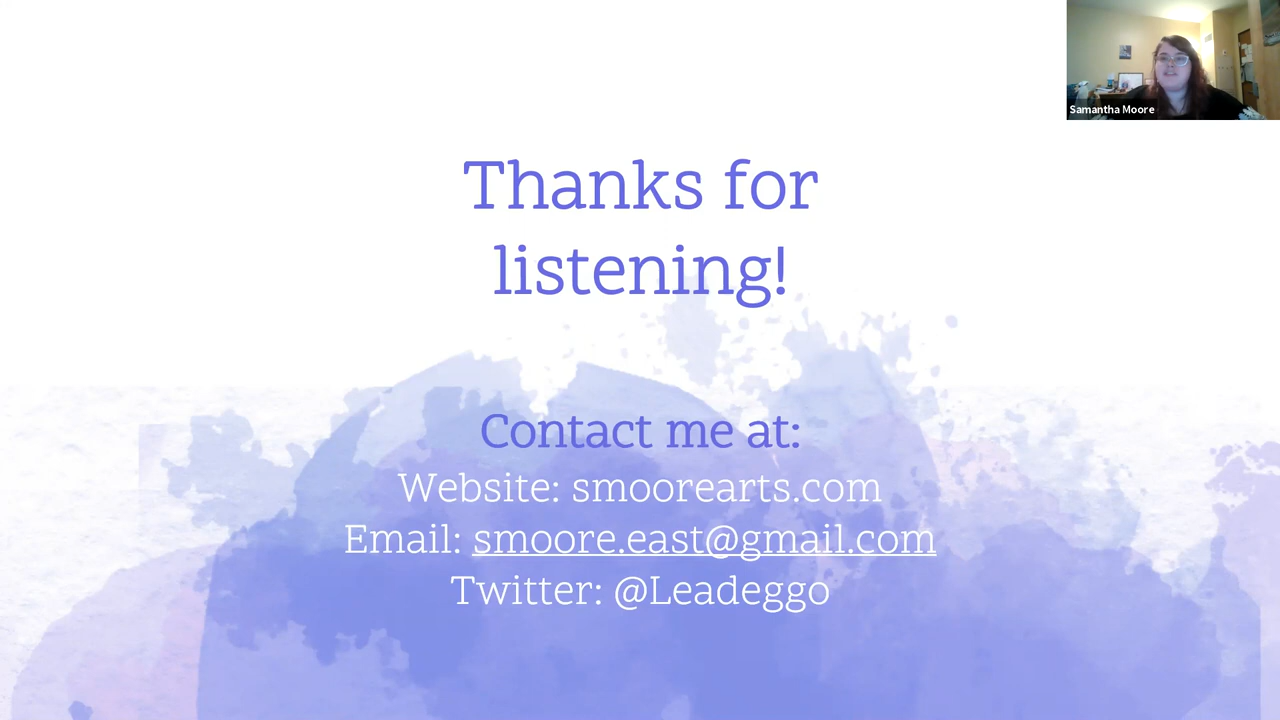 Samantha Moore
Thanks for
listening!
Contact me at:
Website: smoorearts.com
Email: smoore.east@gmail.com
Twitter: @Leadeggo